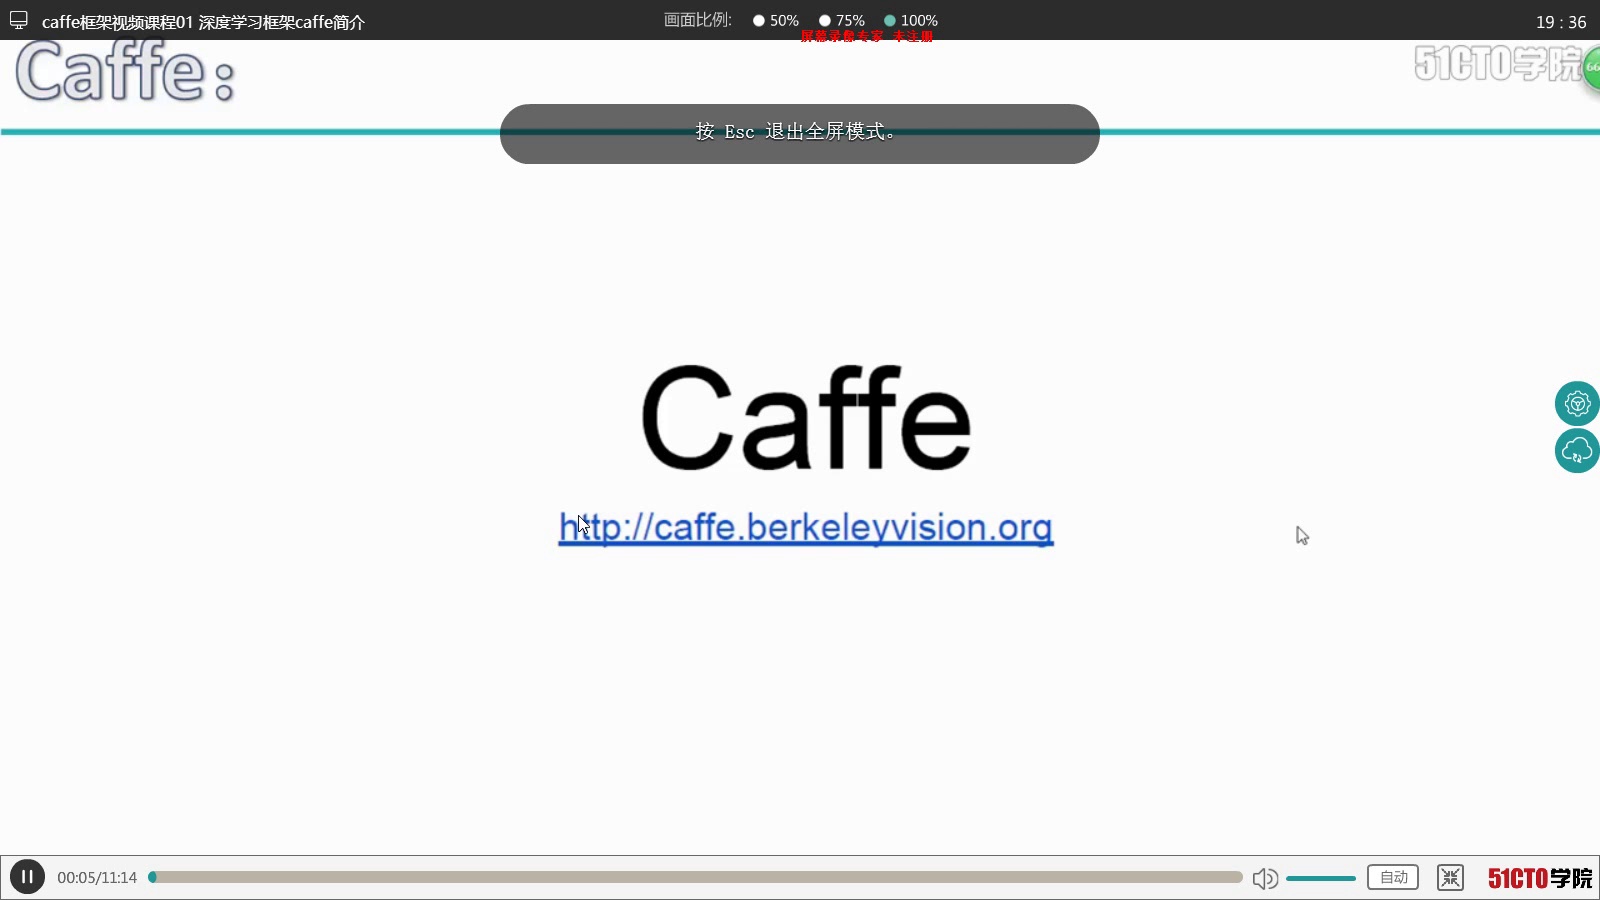 caffe框架视频课程01 深度学习框架caffe简介
画面比例: 50% 75% 100%
19 : 36
屏幕录像专家 未注册
Caffe:
51CTO学院
66
按 Esc 退出全屏模式。
Caffe
http://caffe.berkeleyvision.org
00:05/11:14
自动
51CTO学院